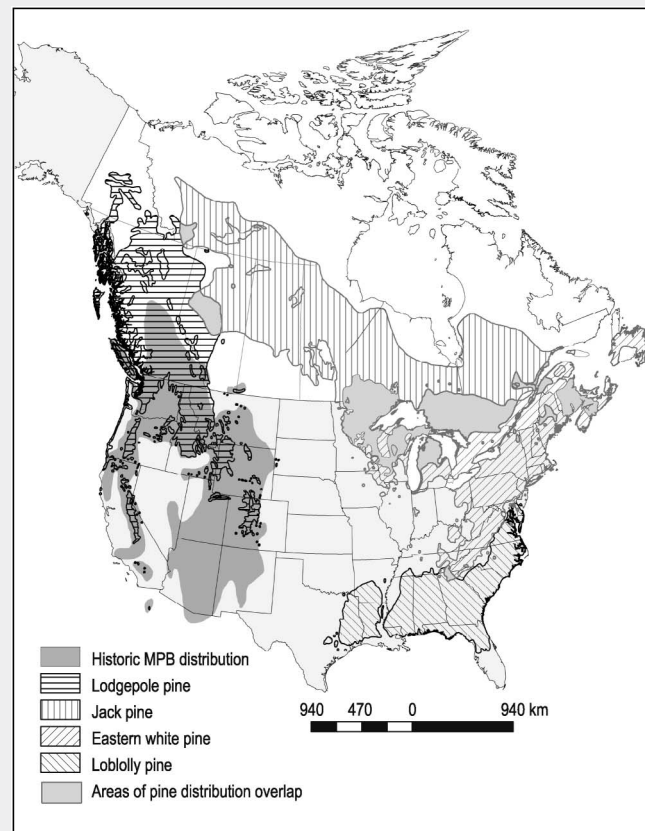 Historic MPB distribution
Lodgepole pine
Jack pine
Eastern white pine
Loblolly pine
Areas of pine distribution overlap
940 470 0 940 km